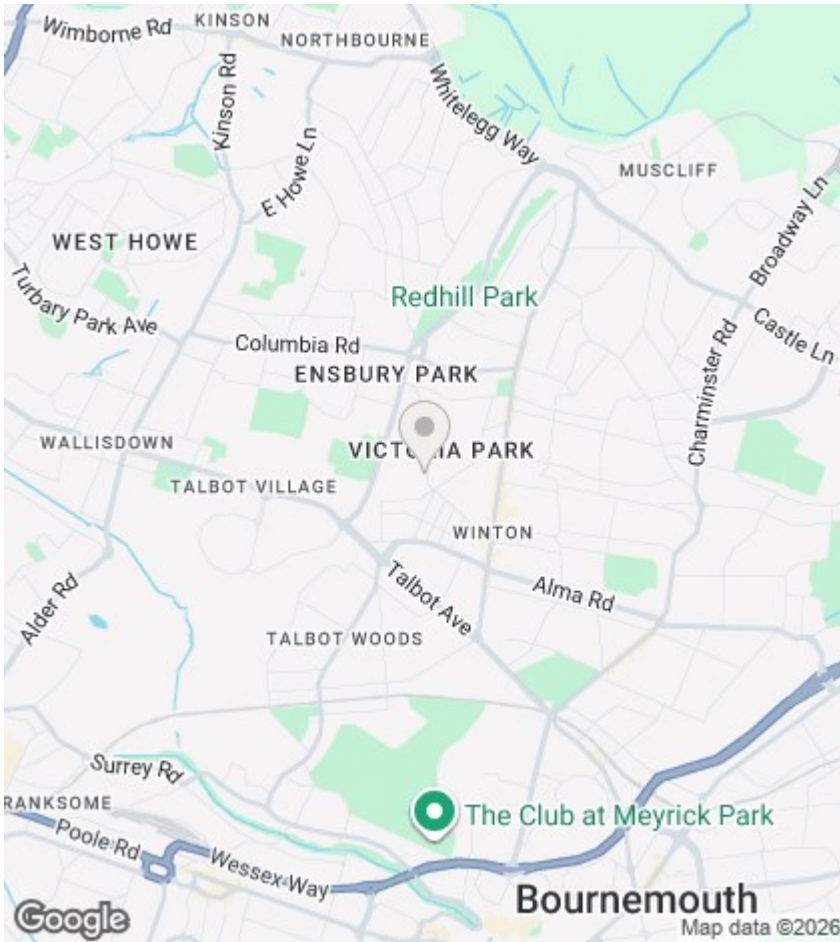 KINSON
Wimborne Rd
NORTHBOURNE
Whitelegg Way
Kinson Rd
E Howe Ln
MUSCLIFF
Broadway Ln
WEST HOWE
Turbary Park Ave
Redhill Park
Columbia Rd
Castle Ln
ENSBURY PARK
Charminster Rd
WALLISDOWN
VICTORIA PARK
TALBOT VILLAGE
WINTON
Alder Rd
Talbot Ave
Alma Rd
TALBOT WOODS
Surrey Rd
RANKSOME
The Club at Meyrick Park
Poole Rd
Wessex Way
Bournemouth
Google
Map data ©2026